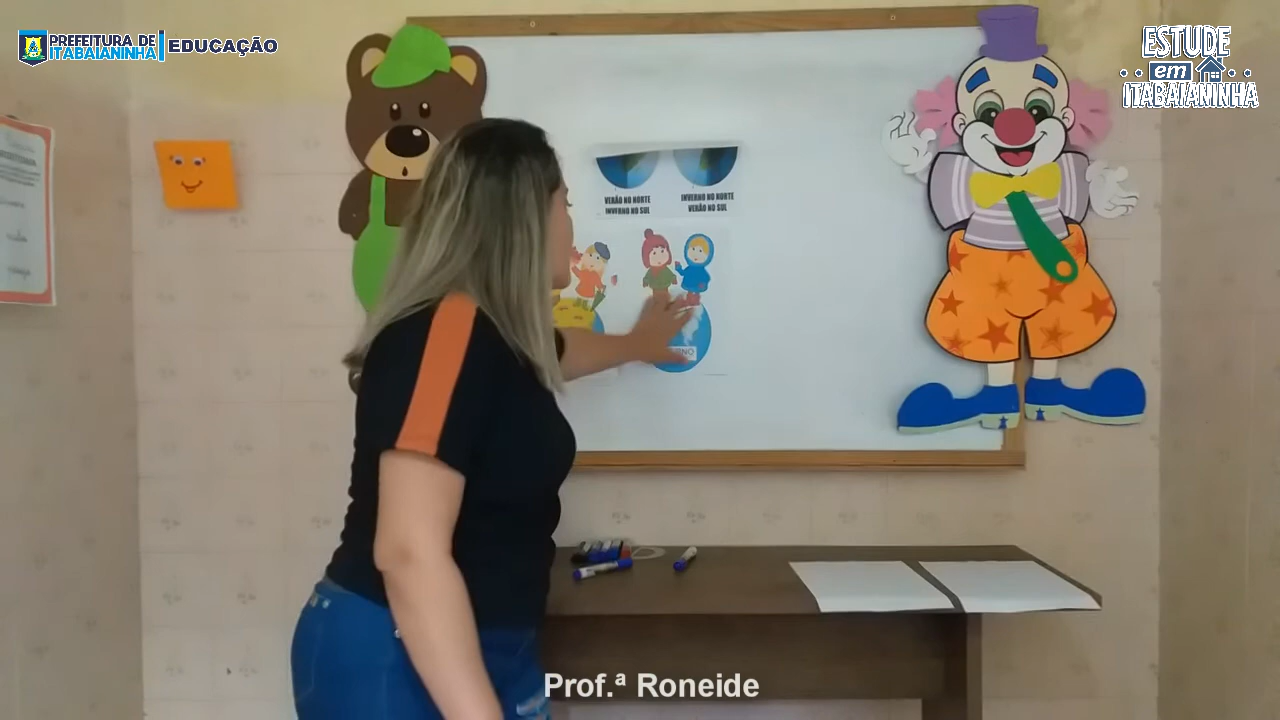 PREFEITURA DE
ITABAIANINHA
EDUCAÇÃO
ESTUDE
em
ITABAIANINHA
VERÃO NO NORTE
INVERNO NO SUL
INVERNO NO NORTE
VERÃO NO SUL
Prof.ª Roneide